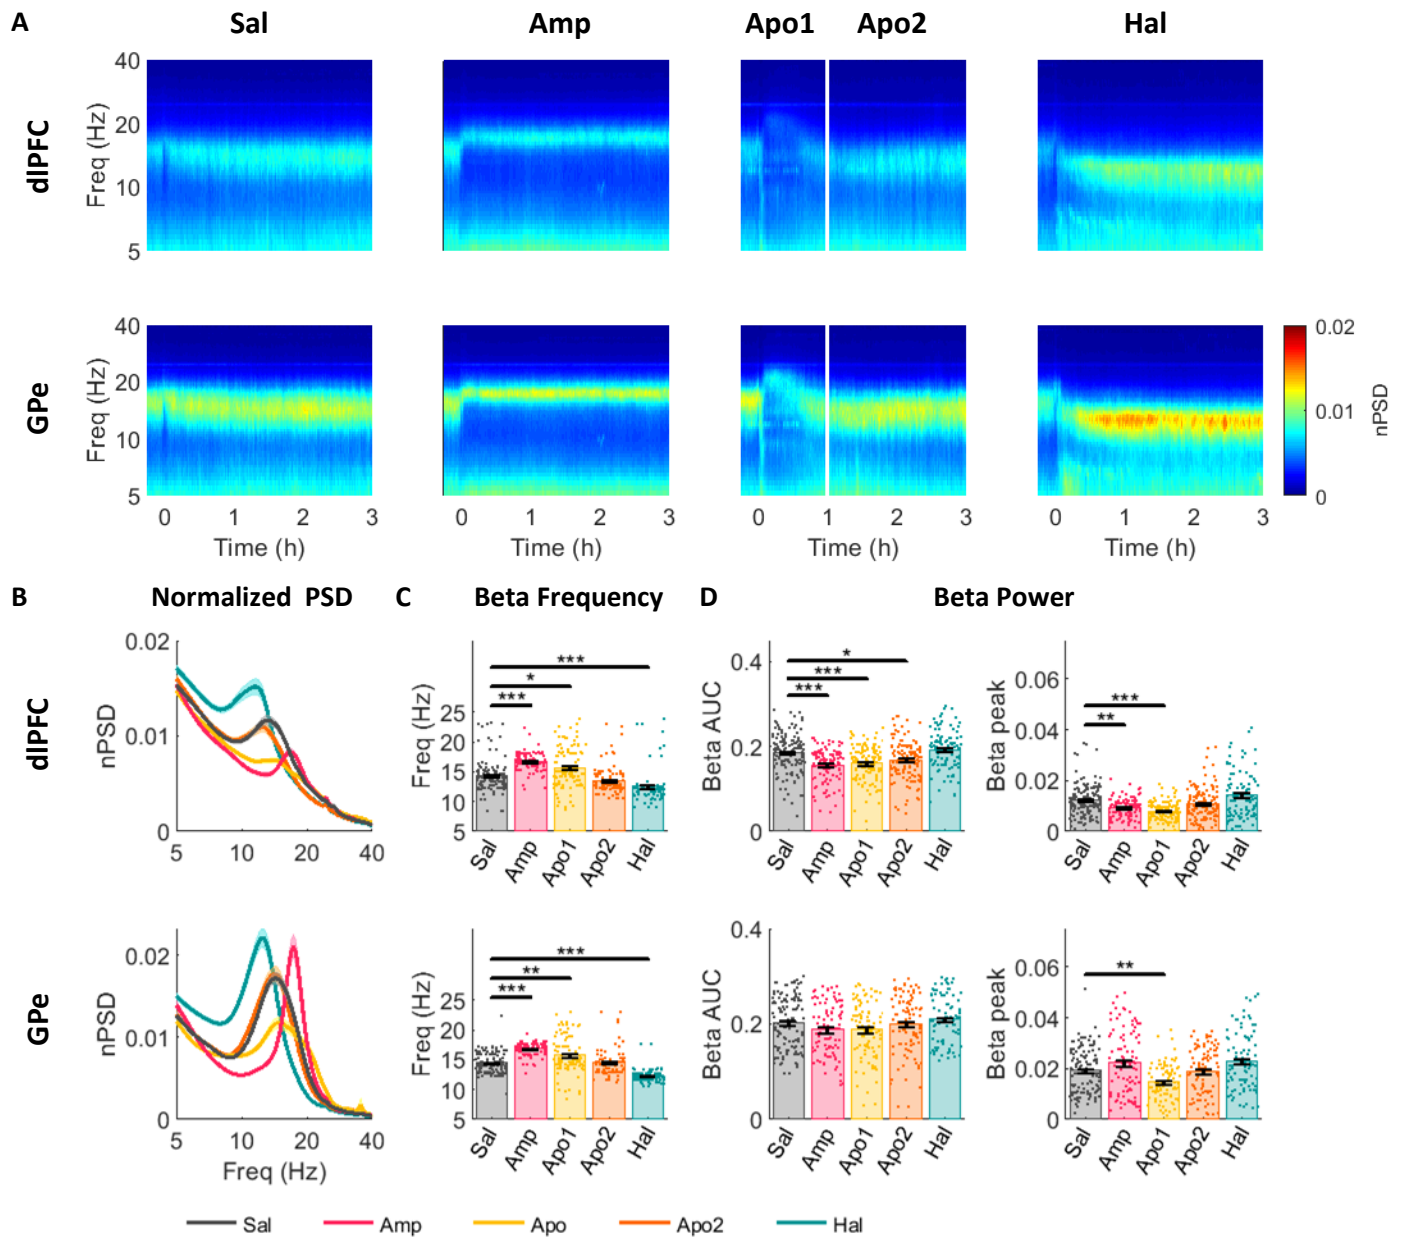 A
Sal Amp Apo1 Apo2 Hal
dlPFC
Freq (Hz)
40
20
10
5
GPe
Freq (Hz)
40
20
10
5
0 1 2 3
Time (h)
0 1 2 3
Time (h)
0 1 2 3
Time (h)
0 1 2 3
Time (h)
0.02
0.01
0
nPSD
B Normalized PSD C Beta Frequency D Beta Power
dlPFC
nPSD
0.02
0.01
0
5 10 20 40
Freq (Hz)
25
20
15
10
5
***
*
***
Sal Amp Apo1 Apo2 Hal
Beta AUC
0.4
0.2
0
*
***
***
Sal Amp Apo1 Apo2 Hal
Beta peak
0.06
0.04
0.02
0
***
**
Sal Amp Apo1 Apo2 Hal
GPe
nPSD
0.02
0.01
0
5 10 20 40
Freq (Hz)
Freq (Hz)
25
20
15
10
5
***
**
***
Sal Amp Apo1 Apo2 Hal
Beta AUC
0.4
0.2
0
Sal Amp Apo1 Apo2 Hal
Beta peak
0.06
0.04
0.02
0
**
Sal Amp Apo1 Apo2 Hal
Sal Amp Apo Apo2 Hal